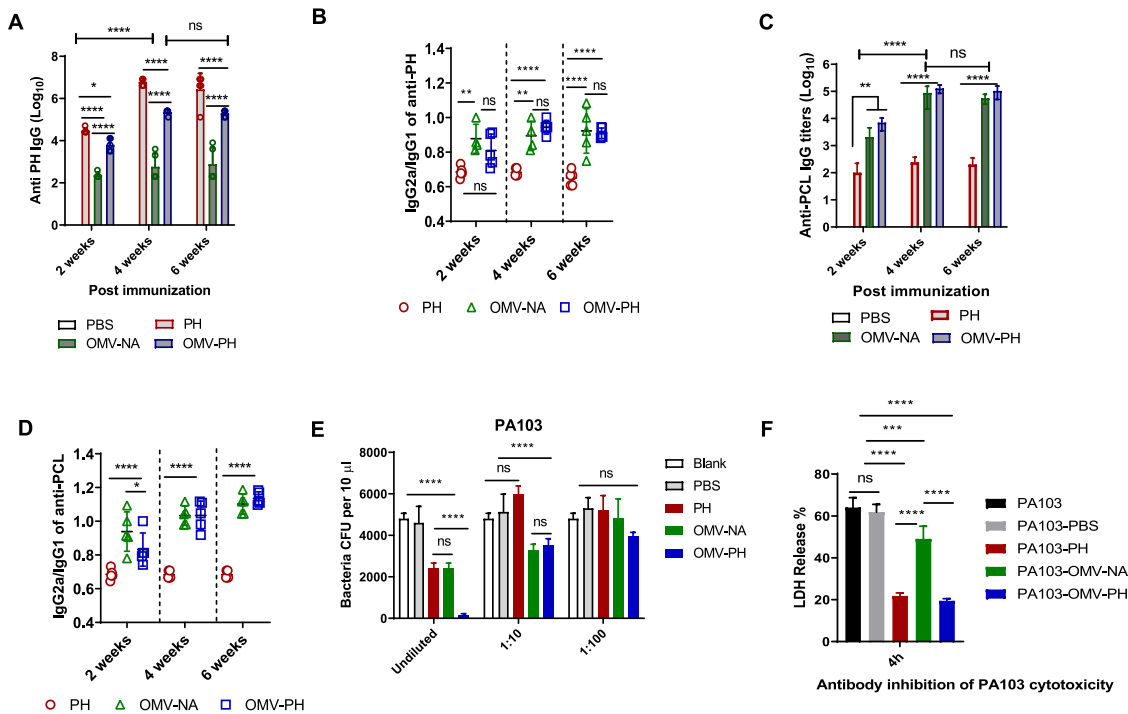 A
****
ns
Anti PH IgG (Log10)
8
6
4
2
0
*
****
****
****
****
****
****
2 weeks
4 weeks
6 weeks
Post immunization
PBS
PH
OMV-NA
OMV-PH
B
IgG2a/IgG1 of anti-PH
1.4
1.2
1.0
0.8
0.6
0.4
**
ns
ns
****
**
ns
****
****
ns
2 weeks
4 weeks
6 weeks
PH
OMV-NA
OMV-PH
C
****
ns
Anti-PCL IgG titers (Log10)
6
5
4
3
2
1
0
**
****
****
2 weeks
4 weeks
6 weeks
Post immunization
PBS
PH
OMV-NA
OMV-PH
D
IgG2a/IgG1 of anti-PCL
1.4
1.2
1.0
0.8
0.6
0.4
****
*
****
****
2 weeks
4 weeks
6 weeks
PH
OMV-NA
OMV-PH
E
PA103
Bacteria CFU per 10 µl
8000
6000
4000
2000
0
****
****
ns
****
ns
ns
ns
Undiluted
1:10
1:100
Blank
PBS
PH
OMV-NA
OMV-PH
F
****
***
****
ns
****
****
LDH Release %
80
60
40
20
0
4h
Antibody inhibition of PA103 cytotoxicity
PA103
PA103-PBS
PA103-PH
PA103-OMV-NA
PA103-OMV-PH